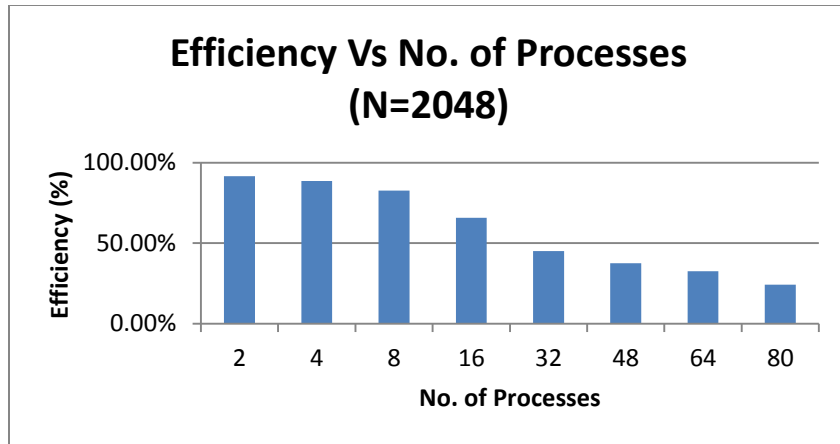 Efficiency Vs No. of Processes
(N=2048)
Efficiency (%)
100.00%
50.00%
0.00%
2 4 8 16 32 48 64 80
No. of Processes